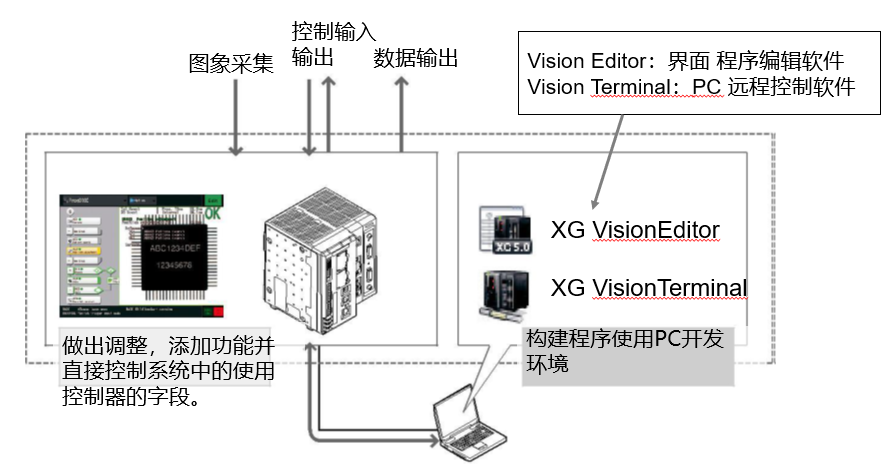 控制输入
输出
图象采集
数据输出
Vision Editor：界面 程序编辑软件
Vision Terminal：PC 远程控制软件
OK
ABC1234DEF
12345678
XC 5.0
XG VisionEditor
XG VisionTerminal
做出调整，添加功能并
直接控制系统中的使用
控制器的字段。
构建程序使用PC开发
环境